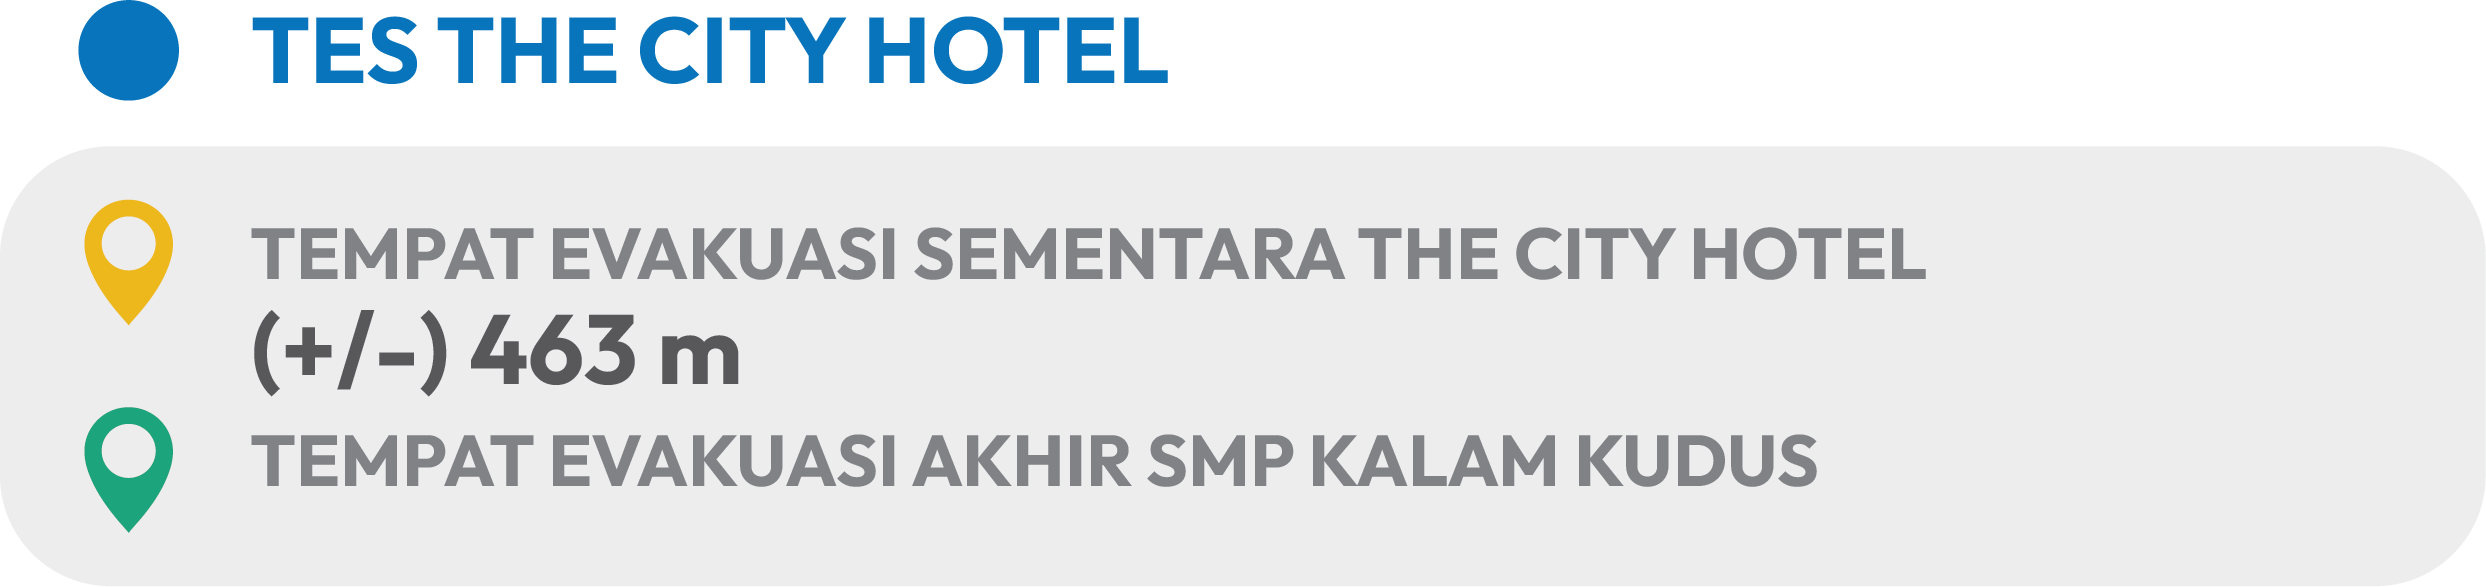 TES THE CITY HOTEL
TEMPAT EVAKUASI SEMENTARA THE CITY HOTEL
(+/-) 463 m
TEMPAT EVAKUASI AKHIR SMP KALAM KUDUS